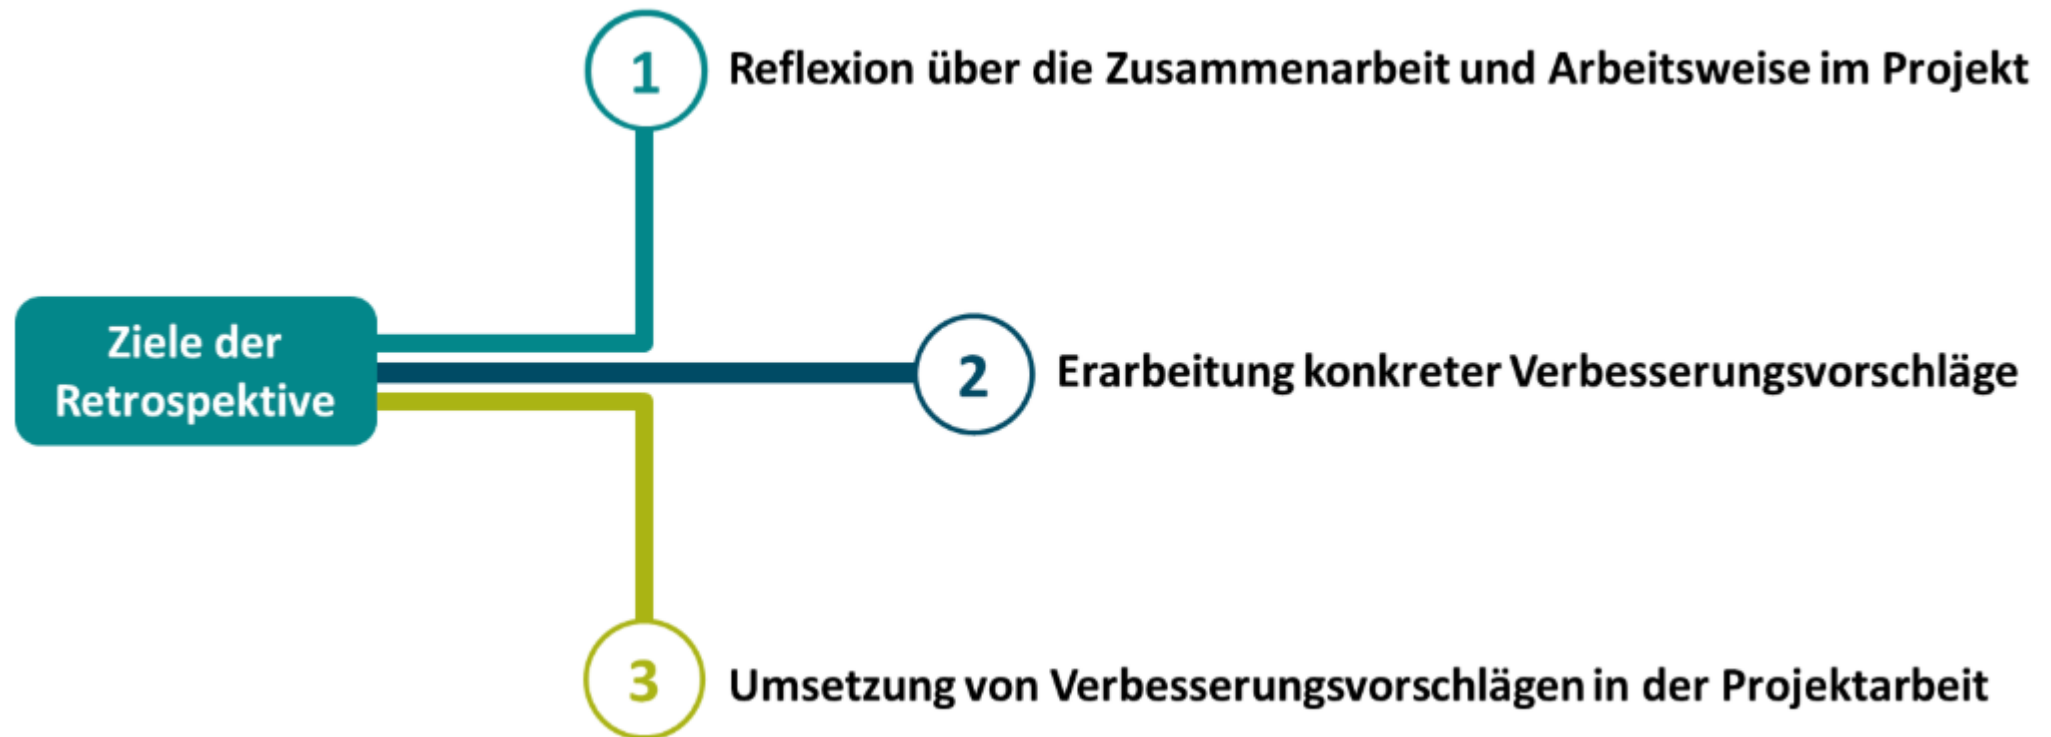 1
Reflexion über die Zusammenarbeit und Arbeitsweise im Projekt
Ziele der
Retrospektive
2
Erarbeitung konkreter Verbesserungsvorschläge
3
Umsetzung von Verbesserungsvorschlägen in der Projektarbeit